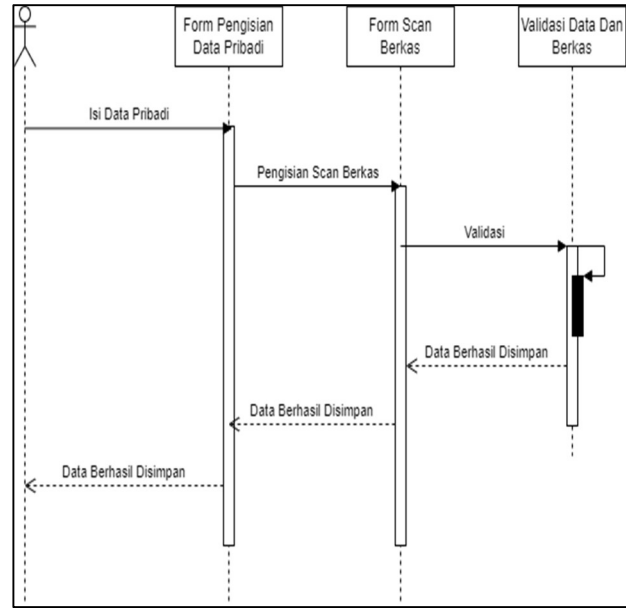 Form Pengisian
Data Pribadi
Form Scan
Berkas
Validasi Data Dan
Berkas
Isi Data Pribadi
Pengisian Scan Berkas
Validasi
Data Berhasil Disimpan
Data Berhasil Disimpan
Data Berhasil Disimpan